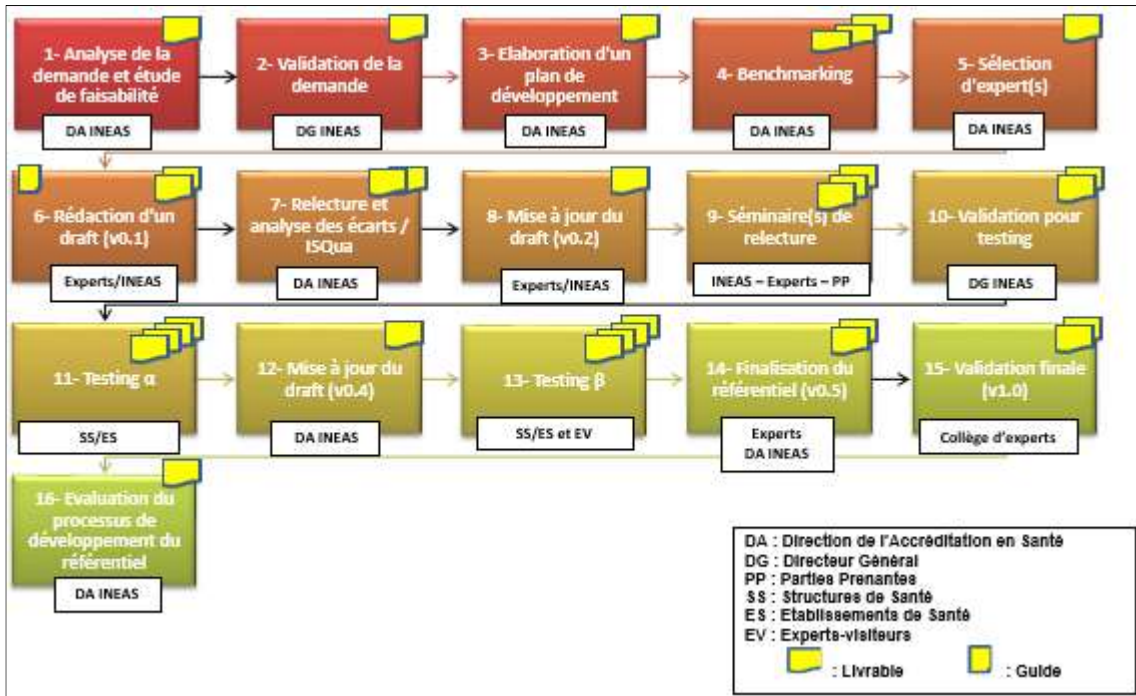 1- Analyse de la
demande et étude
de faisabilité
DA INEAS
2- Validation de la
demande
DG INEAS
3- Elaboration d'un
plan de
développement
DA INEAS
4- Benchmarking
DA INEAS
5- Sélection
d'expert(s)
DA INEAS
6- Rédaction d'un
draft (v0.1)
Experts/INEAS
7- Relecture et
analyse des écarts /
ISQua
DA INEAS
8- Mise à jour du
draft (v0.2)
Experts/INEAS
9- Séminaire(s) de
relecture
INEAS – Experts – PP
10- Validation pour
testing
DG INEAS
11- Testing α
SS/ES
12- Mise à jour du
draft (v0.4)
DA INEAS
13- Testing β
SS/ES et EV
14- Finalisation du
référentiel (v0.5)
Experts
DA INEAS
15- Validation finale
(v1.0)
Collège d'experts
16- Evaluation du
processus de
développement du
référentiel
DA INEAS
DA : Direction de l'Accréditation en Santé
DG : Directeur Général
PP : Parties Prenantes
SS : Structures de Santé
ES : Etablissements de Santé
EV : Experts-visiteurs
: Livrable : Guide